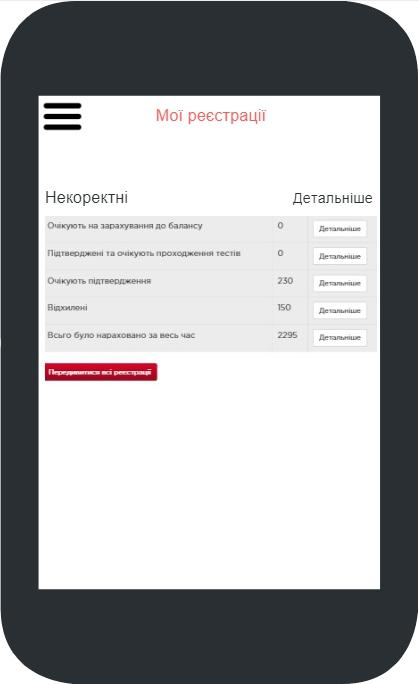 Мої реєстрації
Некоректні Детальніше
Очікують на зарахування до балансу 0 Детальніше
Підтверджені та очікують проходження тестів 0 Детальніше
Очікують підтвердження 230 Детальніше
Відхилені 150 Детальніше
Всьго було нараховано за весь час 2295 Детальніше
Передивитися всі реєстрації